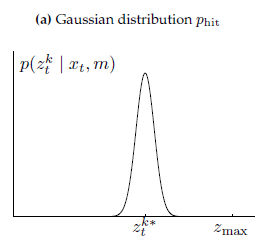 (a) Gaussian distribution p_hit
p(z_t^k | x_t, m)
z_t^{k*} z_max